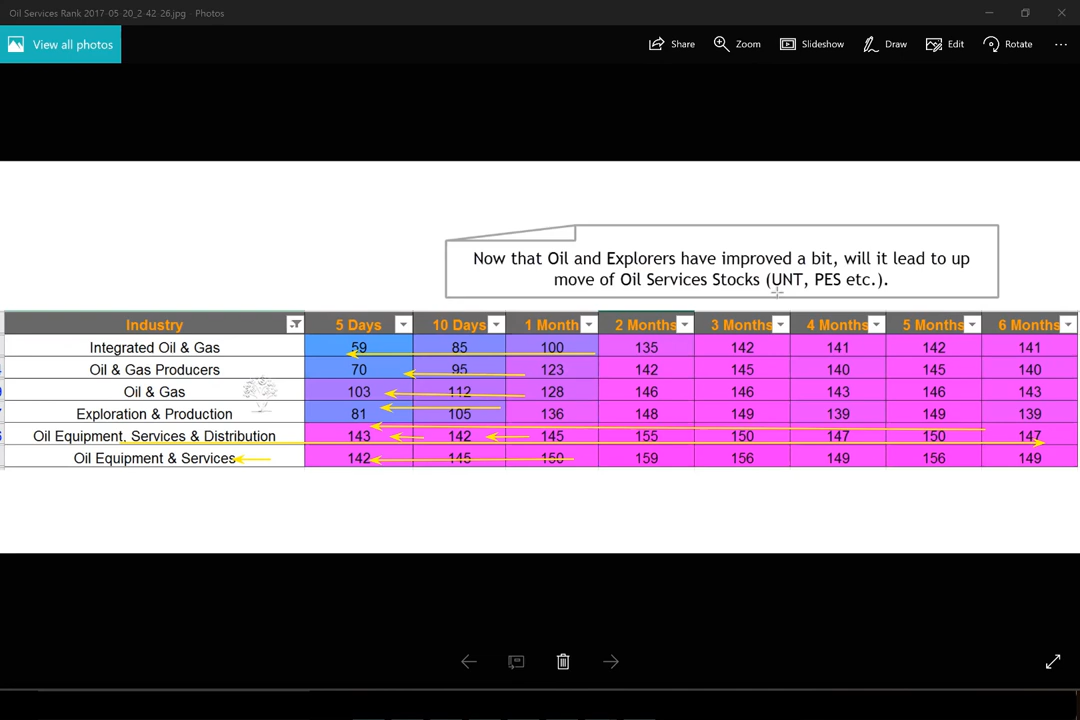 Oil Services Rank 2017-05-20_2-42-26.jpg Photos
View all photos Share Zoom Slideshow Draw Edit Rotate
Now that Oil and Explorers have improved a bit, will it lead to up
move of Oil Services Stocks (UNT, PES etc.).
Industry 5 Days 10 Days 1 Month 2 Months 3 Months 4 Months 5 Months 6 Months
Integrated Oil & Gas 59 85 100 135 142 141 142 141
Oil & Gas Producers 70 95 123 142 145 140 145 140
Oil & Gas 103 112 128 146 146 143 146 143
Exploration & Production 81 105 136 148 149 139 149 139
Oil Equipment, Services & Distribution 143 142 145 155 150 147 150 147
Oil Equipment & Services 142 145 150 159 156 149 156 149